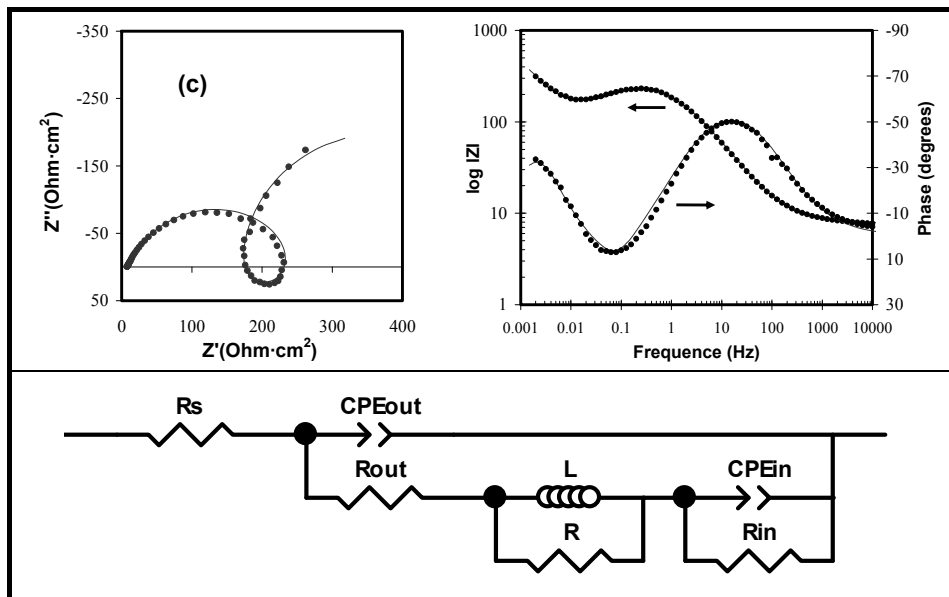 -350
-250
-150
-50
50
Z''(Ohm·cm2)
(c)
0 100 200 300 400
Z'(Ohm·cm2)
1000
100
10
1
log IZI
-90
-70
-50
-30
-10
10
30
Phase (degrees)
0.001 0.01 0.1 1 10 100 1000 10000
Frequence (Hz)
Rs CPEout
Rout L CPEin
R Rin